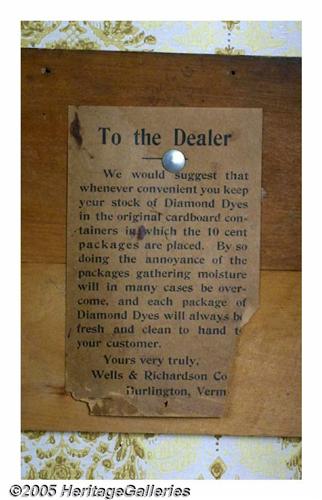 To the Dealer
We would suggest that
whenever convenient you keep
your stock of Diamond Dyes
in the original cardboard con-
tainers in which the 10 cent
packages are placed. By so
doing the annoyance of the
packages gathering moisture
will in many cases be over-
come, and each package of
Diamond Dyes will always be
fresh and clean to hand t
your customer.
Yours very truly,
Wells & Richardson Co
Burlington, Verm
©2005 HeritageGalleries